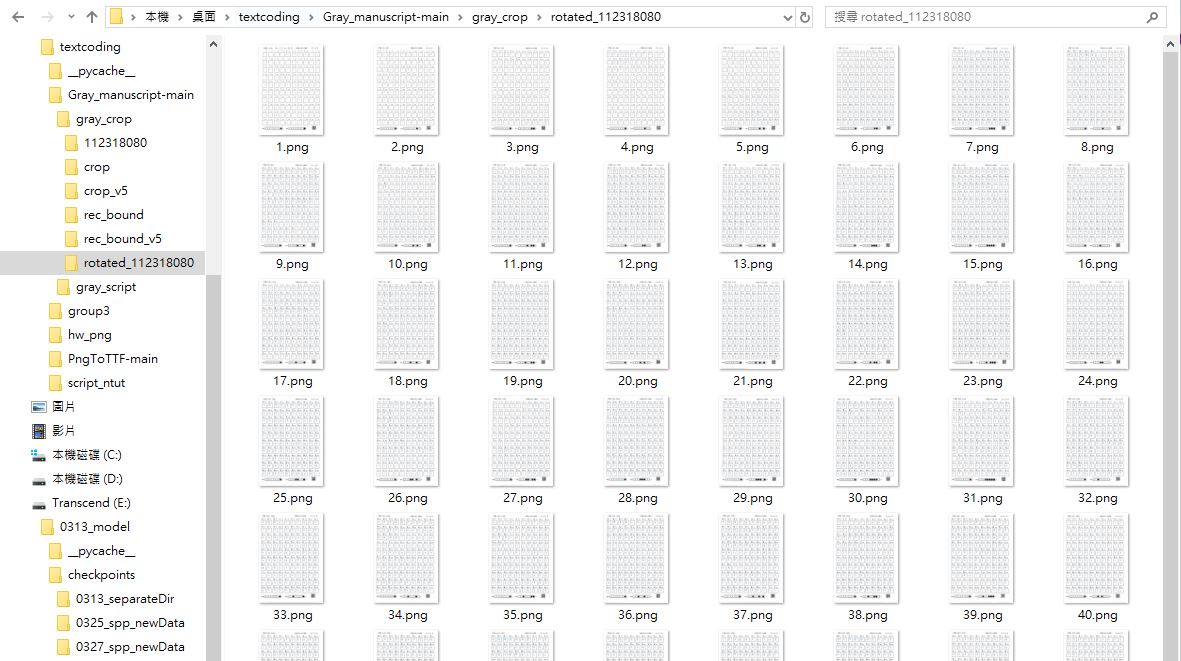 本機 > 桌面 > textcoding > Gray_manuscript-main > gray_crop > rotated_112318080
搜尋 rotated_112318080
textcoding
__pycache__
Gray_manuscript-main
gray_crop
112318080
crop
crop_v5
rec_bound
rec_bound_v5
rotated_112318080
gray_script
group3
hw_png
PngToTTF-main
script_ntut
圖片
影片
本機磁碟 (C:)
本機磁碟 (D:)
Transcend (E:)
0313_model
__pycache__
checkpoints
0313_separateDir
0325_spp_newData
0327_spp_newData
1.png 2.png 3.png 4.png 5.png 6.png 7.png 8.png
9.png 10.png 11.png 12.png 13.png 14.png 15.png 16.png
17.png 18.png 19.png 20.png 21.png 22.png 23.png 24.png
25.png 26.png 27.png 28.png 29.png 30.png 31.png 32.png
33.png 34.png 35.png 36.png 37.png 38.png 39.png 40.png